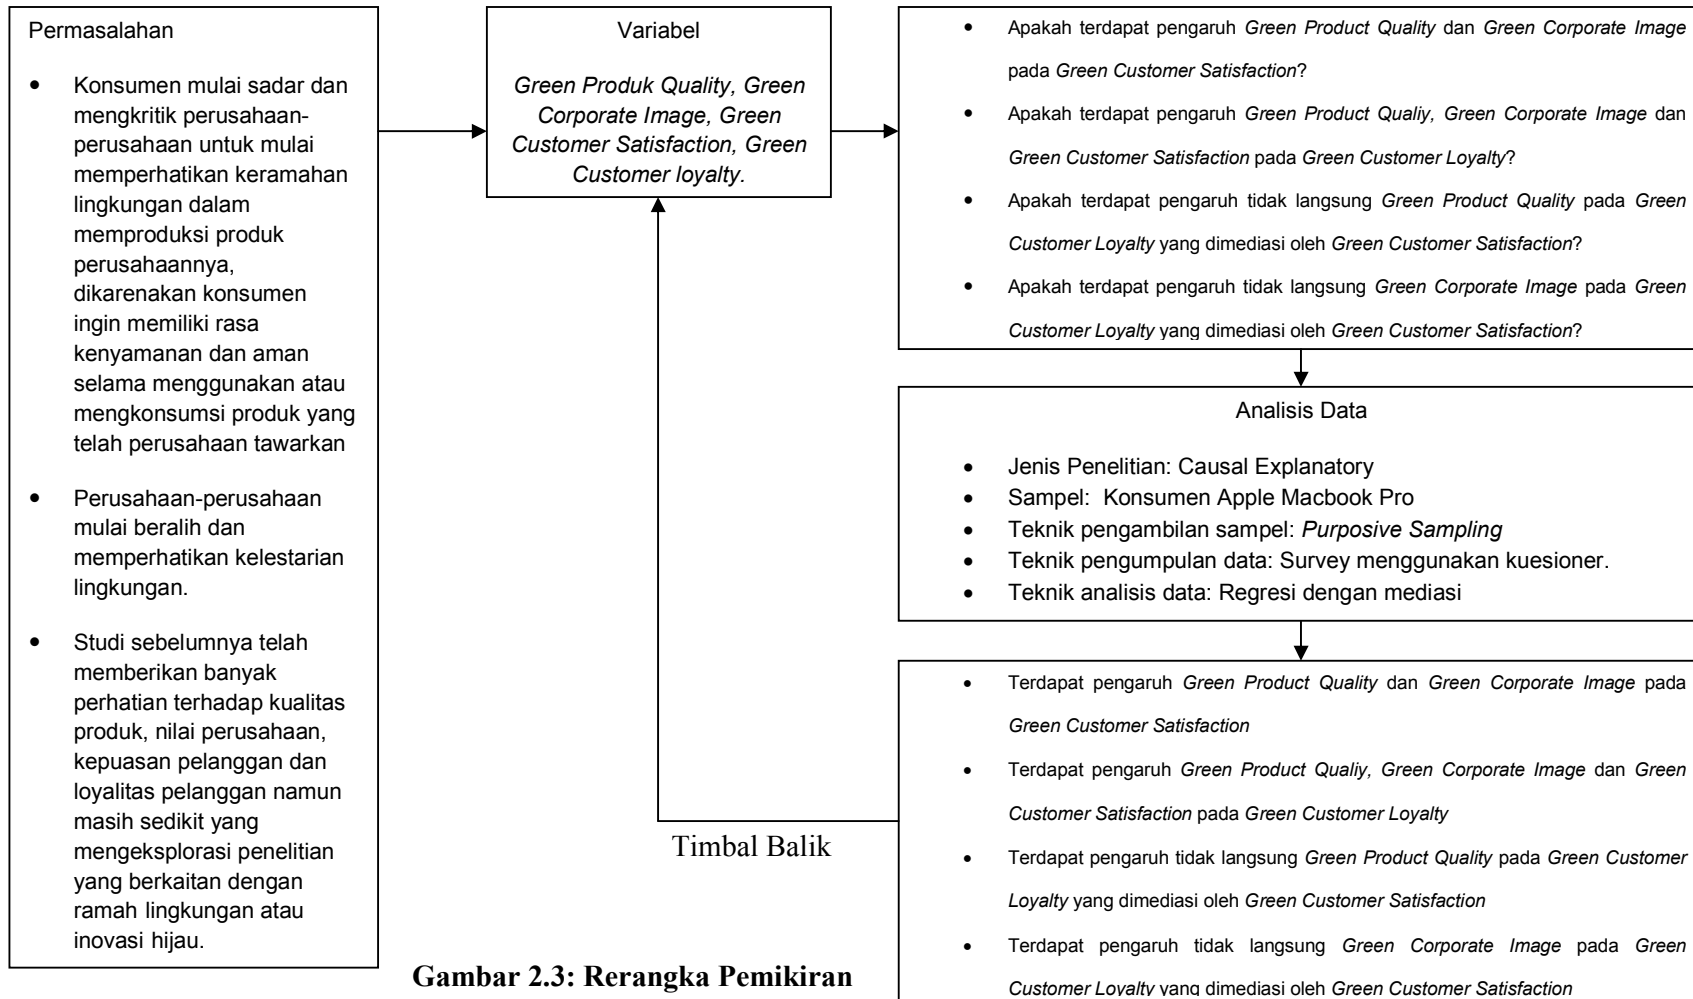 Permasalahan
• Konsumen mulai sadar dan
mengkritik perusahaan-
perusahaan untuk mulai
memperhatikan keramahan
lingkungan dalam
memproduksi produk
perusahaannya,
dikarenakan konsumen
ingin memiliki rasa
kenyamanan dan aman
selama menggunakan atau
mengkonsumsi produk yang
telah perusahaan tawarkan
• Perusahaan-perusahaan
mulai beralih dan
memperhatikan kelestarian
lingkungan.
• Studi sebelumnya telah
memberikan banyak
perhatian terhadap kualitas
produk, nilai perusahaan,
kepuasan pelanggan dan
loyalitas pelanggan namun
masih sedikit yang
mengeksplorasi penelitian
yang berkaitan dengan
ramah lingkungan atau
inovasi hijau.
Variabel
Green Produk Quality, Green
Corporate Image, Green
Customer Satisfaction, Green
Customer loyalty.
• Apakah terdapat pengaruh Green Product Quality dan Green Corporate Image
pada Green Customer Satisfaction?
• Apakah terdapat pengaruh Green Product Qualiy, Green Corporate Image dan
Green Customer Satisfaction pada Green Customer Loyalty?
• Apakah terdapat pengaruh tidak langsung Green Product Quality pada Green
Customer Loyalty yang dimediasi oleh Green Customer Satisfaction?
• Apakah terdapat pengaruh tidak langsung Green Corporate Image pada Green
Customer Loyalty yang dimediasi oleh Green Customer Satisfaction?
Analisis Data
• Jenis Penelitian: Causal Explanatory
• Sampel: Konsumen Apple Macbook Pro
• Teknik pengambilan sampel: Purposive Sampling
• Teknik pengumpulan data: Survey menggunakan kuesioner.
• Teknik analisis data: Regresi dengan mediasi
• Terdapat pengaruh Green Product Quality dan Green Corporate Image pada
Green Customer Satisfaction
• Terdapat pengaruh Green Product Qualiy, Green Corporate Image dan Green
Customer Satisfaction pada Green Customer Loyalty
• Terdapat pengaruh tidak langsung Green Product Quality pada Green Customer
Loyalty yang dimediasi oleh Green Customer Satisfaction
• Terdapat pengaruh tidak langsung Green Corporate Image pada Green
Customer Loyalty yang dimediasi oleh Green Customer Satisfaction
Timbal Balik
Gambar 2.3: Rerangka Pemikiran